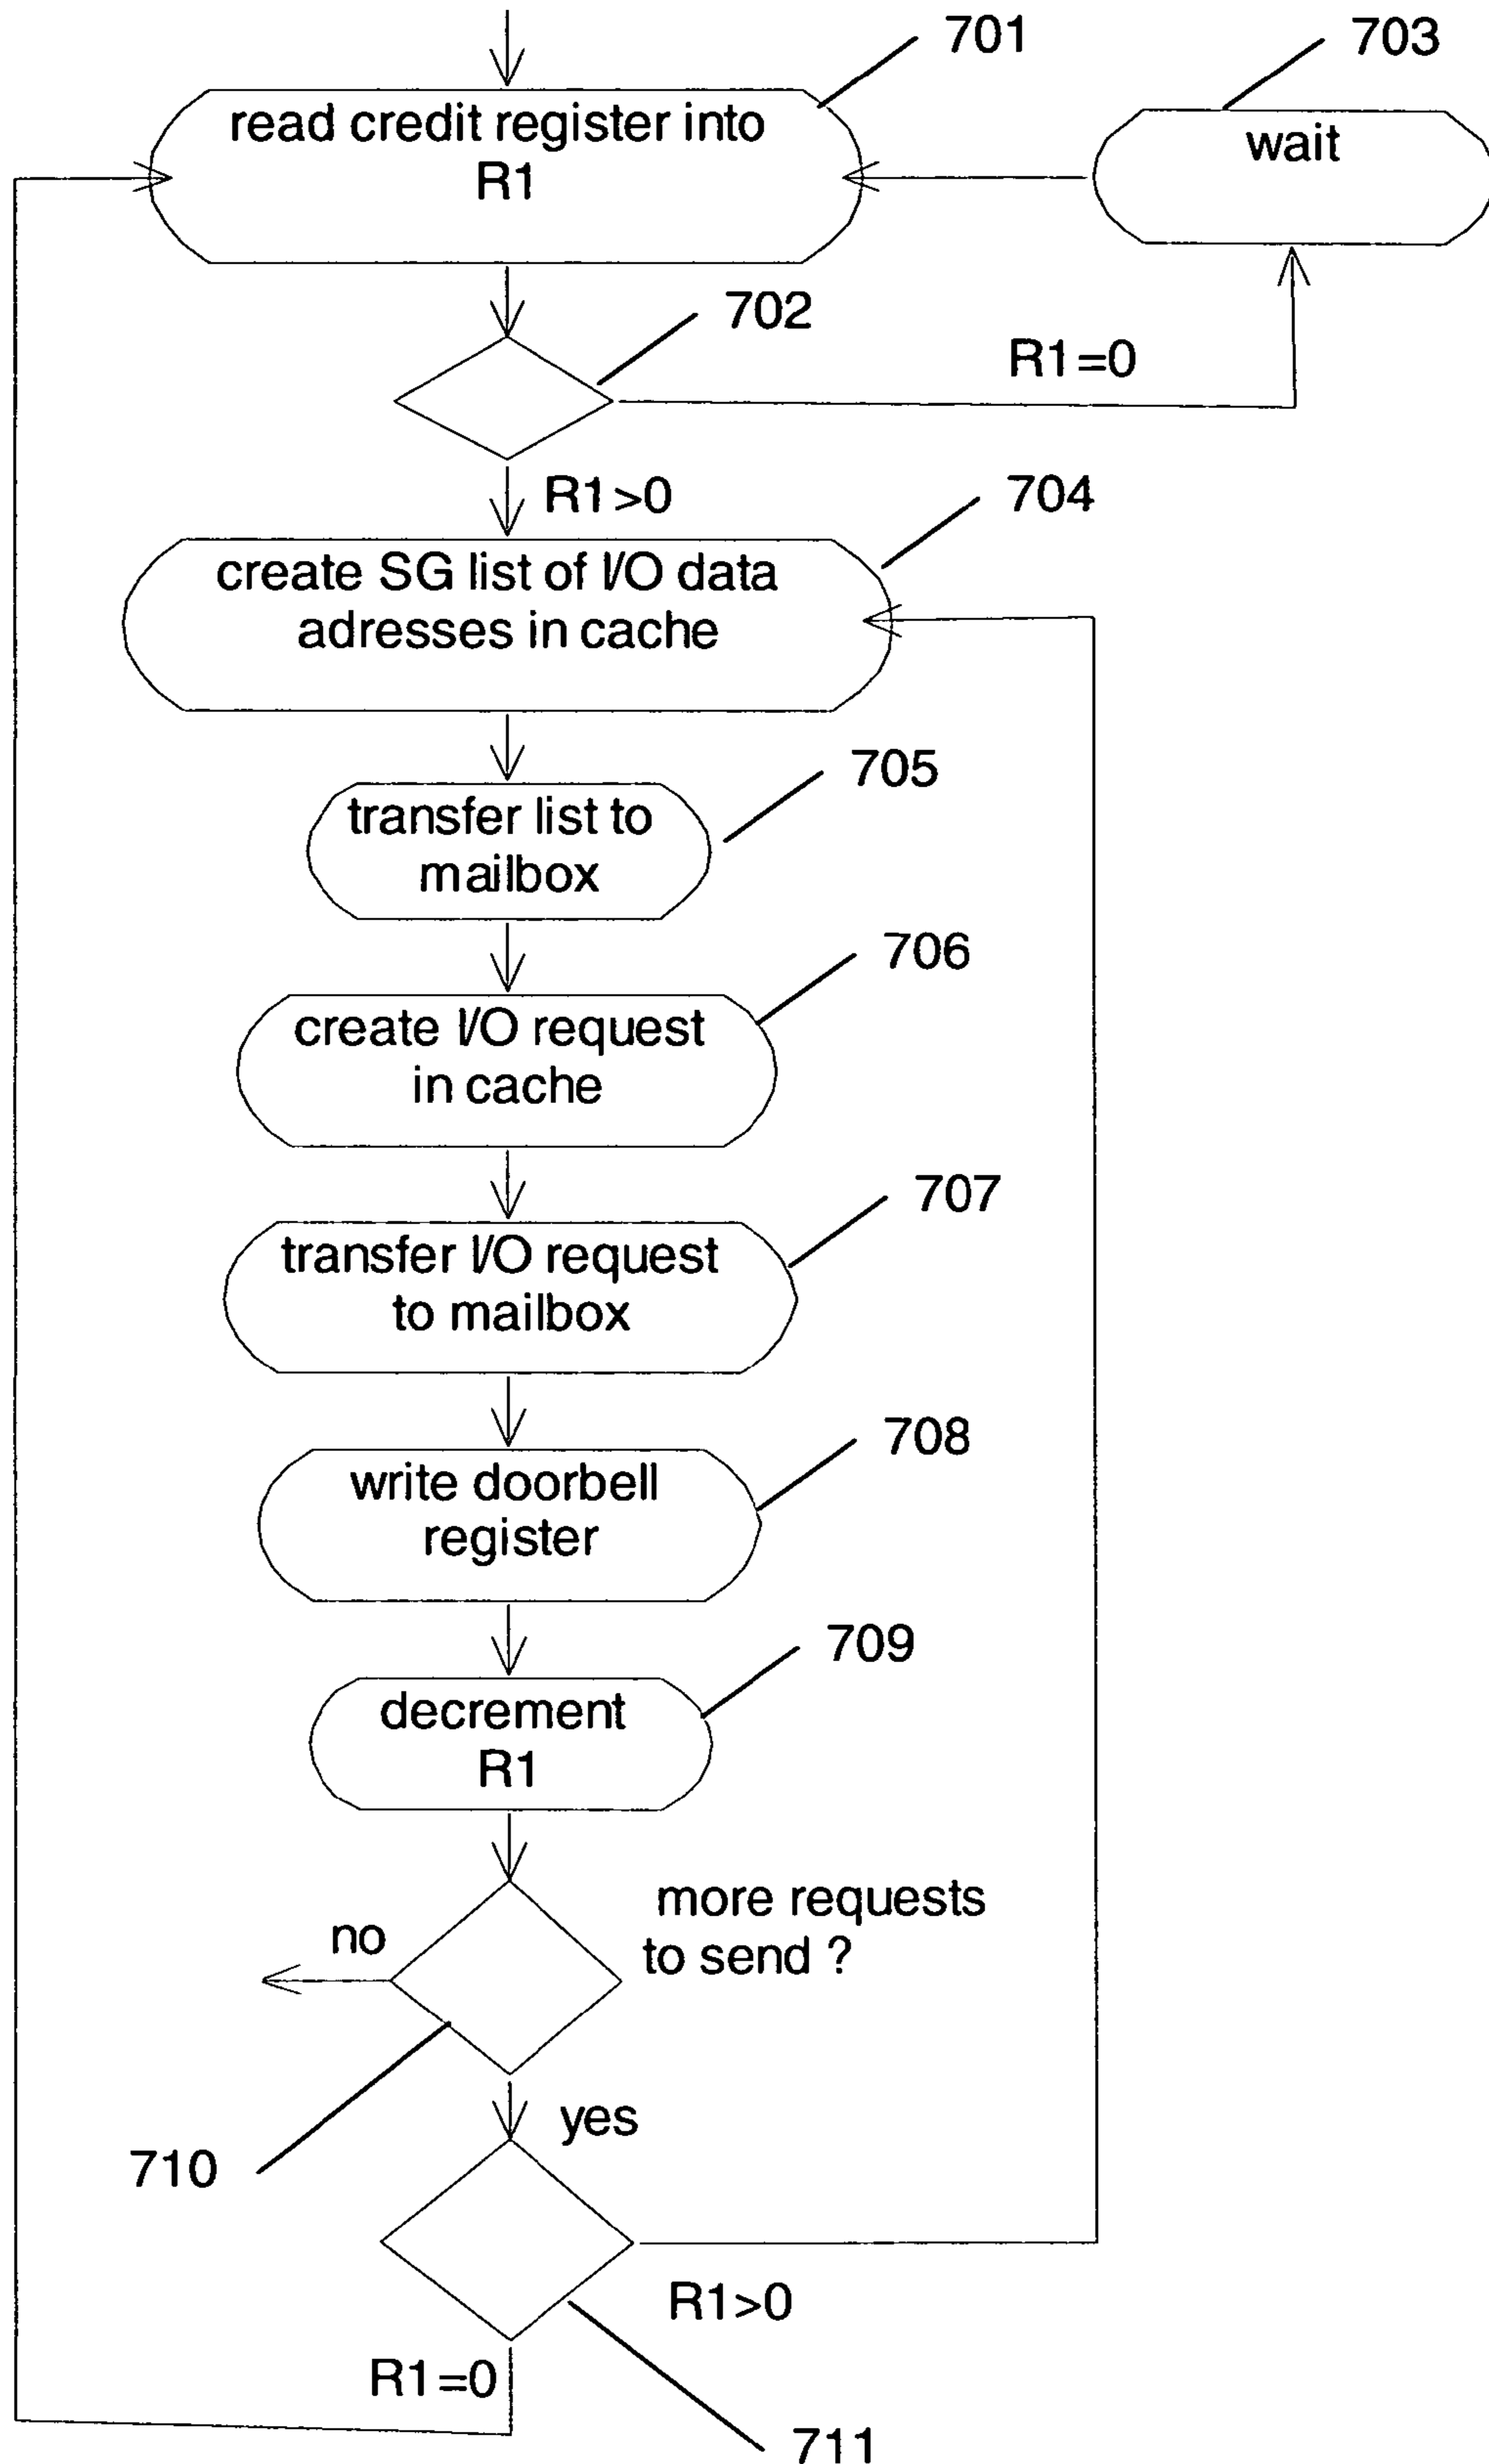 701
703
read credit register into
R1
wait
702
R1=0
R1>0
704
create SG list of I/O data
adresses in cache
705
transfer list to
mailbox
706
create I/O request
in cache
707
transfer I/O request
to mailbox
708
write doorbell
register
709
decrement
R1
more requests
to send ?
no
yes
710
R1>0
R1=0
711